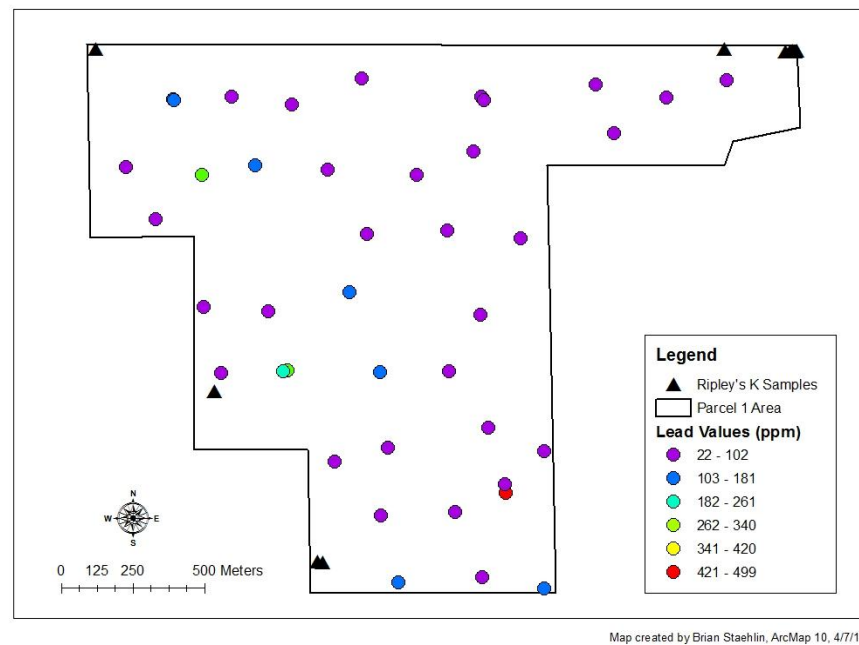 Legend
Ripley's K Samples
Parcel 1 Area
Lead Values (ppm)
22 - 102
103 - 181
182 - 261
262 - 340
341 - 420
421 - 499
N
W E
S
0 125 250 500 Meters
Map created by Brian Staehlin, ArcMap 10, 4/7/1